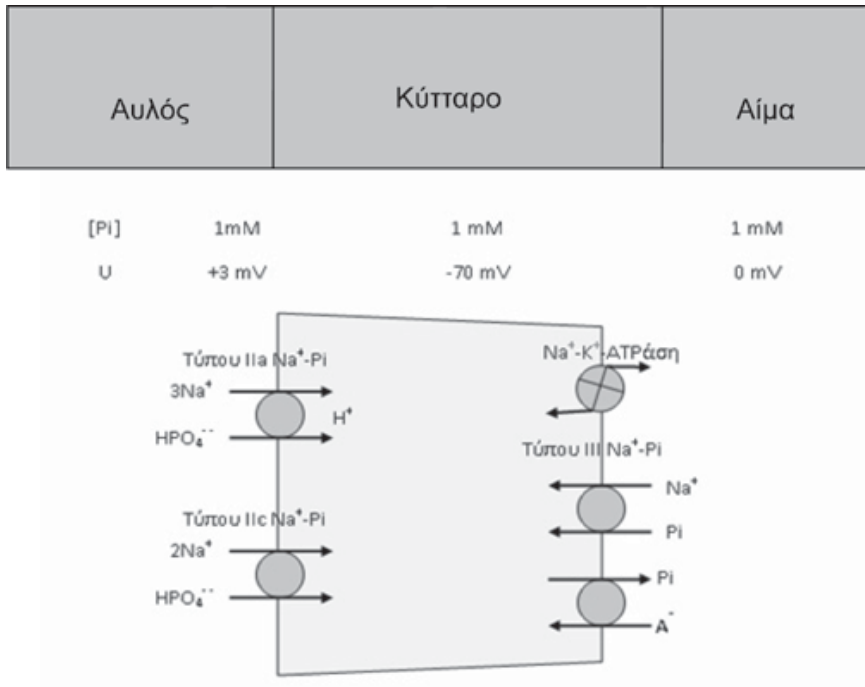 Αυλός Κύτταρο Αίμα
[Pi] 1mM 1 mM 1 mM
U +3 mV -70 mV 0 mV
Τύπου IIa Na⁺-Pi
3Na⁺
H⁺
HPO₄⁻⁻
Τύπου IIc Na⁺-Pi
2Na⁺
HPO₄⁻⁻
Na⁺-K⁺-ΑΤΡάση
Τύπου III Na⁺-Pi
Na⁺
Pi
Pi
A⁻